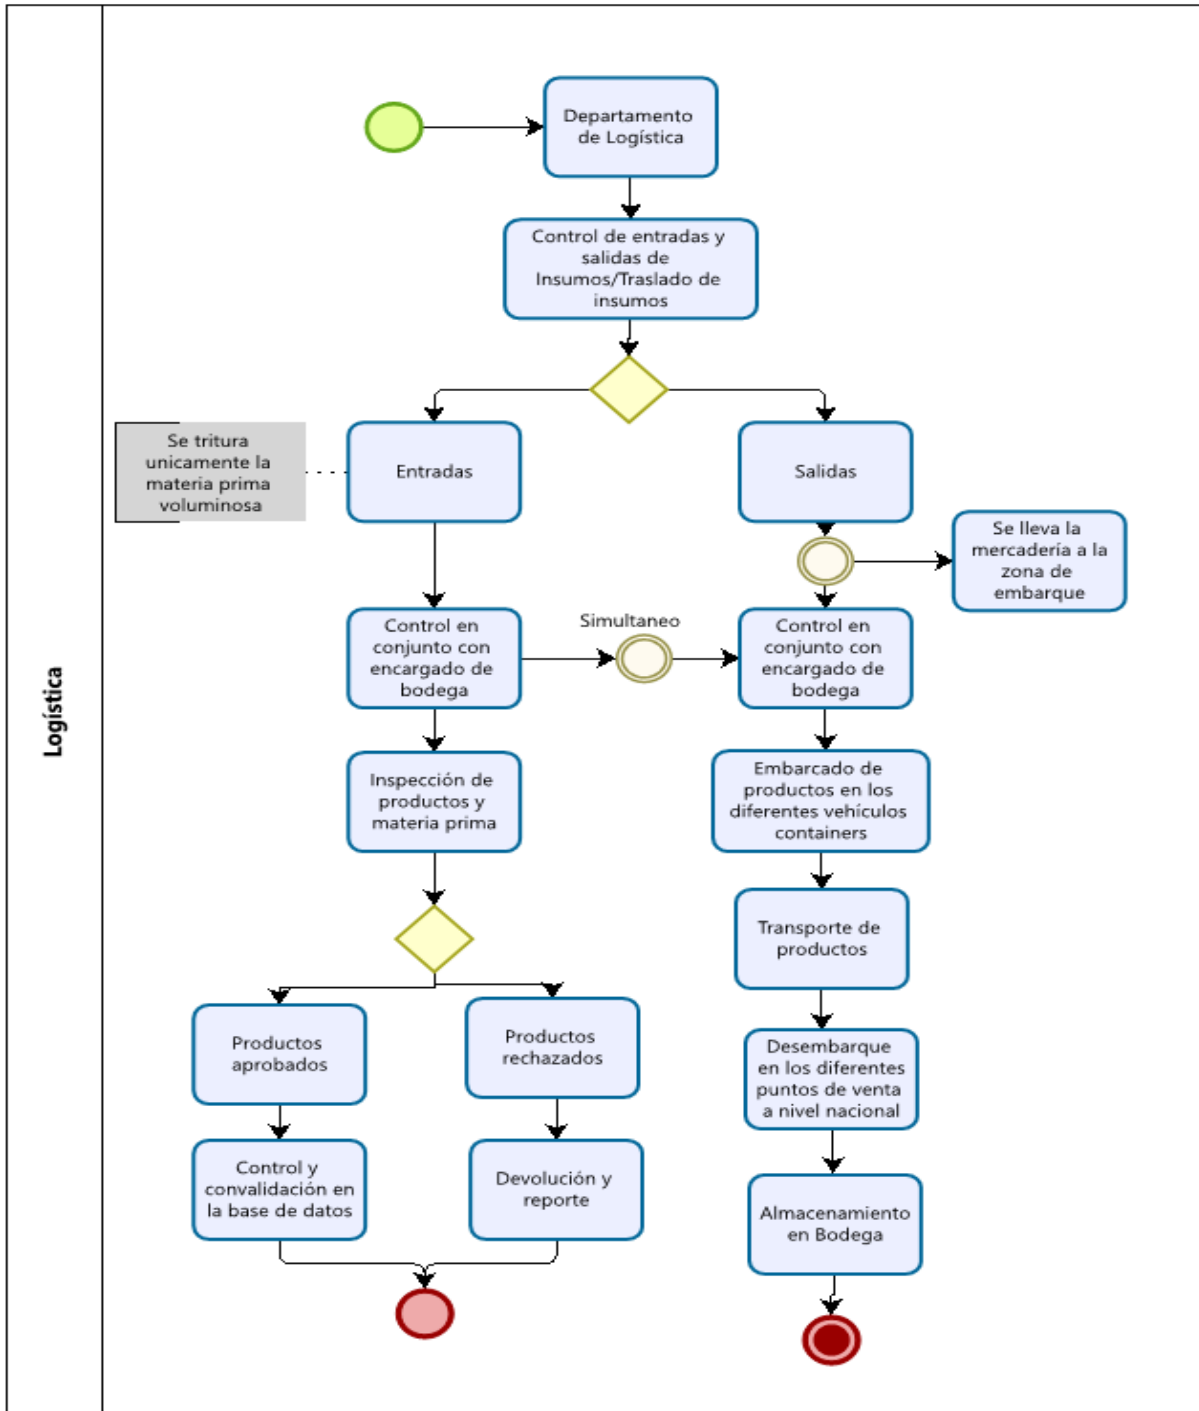 Logística
Departamento
de Logística
Control de entradas y
salidas de
Insumos/Traslado de
insumos
Se tritura
unicamente la
materia prima
voluminosa
Entradas
Salidas
Se lleva la
mercadería a la
zona de
embarque
Control en
conjunto con
encargado de
bodega
Simultaneo
Control en
conjunto con
encargado de
bodega
Inspección de
productos y
materia prima
Embarcado de
productos en los
diferentes vehículos
containers
Transporte de
productos
Productos
aprobados
Productos
rechazados
Desembarque
en los diferentes
puntos de venta
a nivel nacional
Control y
convalidación en
la base de datos
Devolución y
reporte
Almacenamiento
en Bodega